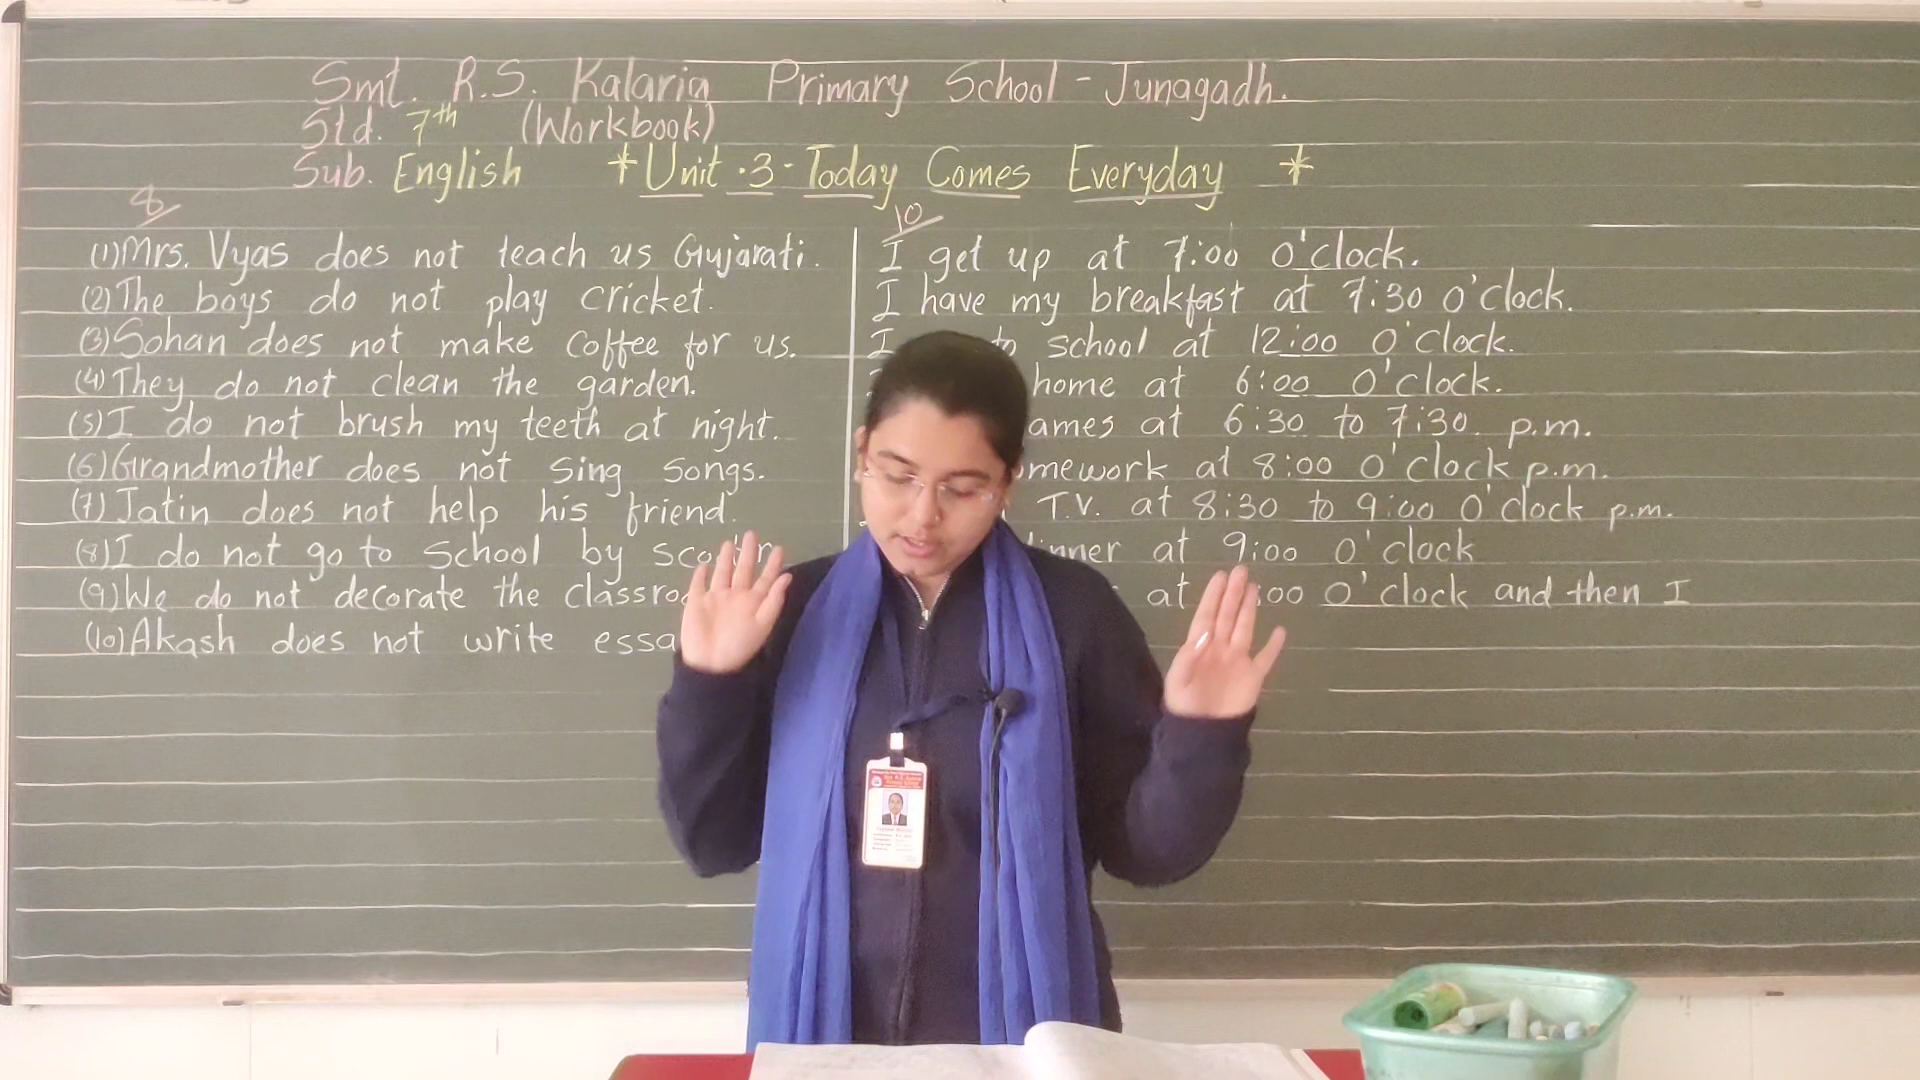 Smt. R.S. Kalaria Primary School - Junagadh.
Std. 7th (Workbook)
Sub. English * Unit.3 - Today Comes Everyday *
8
(1) Mrs. Vyas does not teach us Gujarati.
(2) The boys do not play cricket.
(3) Sohan does not make coffee for us.
(4) They do not clean the garden.
(5) I do not brush my teeth at night.
(6) Grandmother does not sing songs.
(7) Jatin does not help his friend.
(8) I do not go to school by
(9) We do not decorate the
(10) Akash does not write
10
I get up at 7:00 O'clock.
I have my breakfast at 7:30 O'clock.
I to school at 12:00 O'clock.
home at 6:00 O'clock.
at 6:30 to 7:30 p.m.
at 8:00 O'clock p.m.
T.V. at 8:30 to 9:00 O'clock p.m.
dinner at 9:00 O'clock
at O'clock and then I